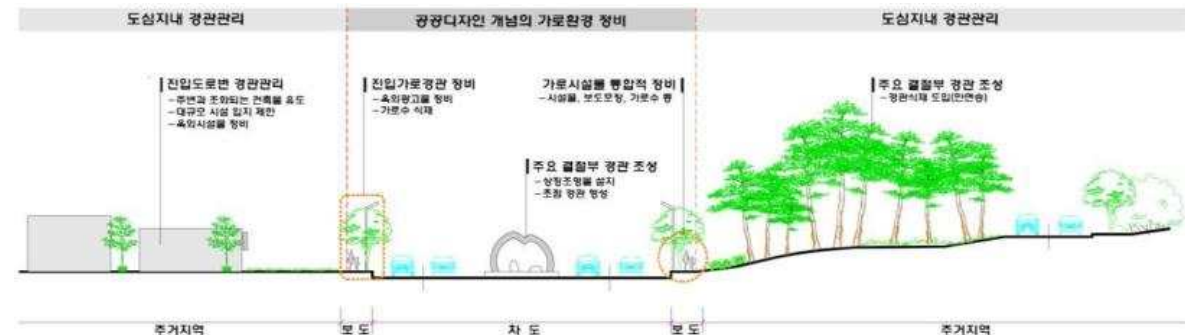 도심지내 경관관리
공공디자인 개념의 가로환경 정비
도심지내 경관관리
진입도로변 경관관리
– 주변과 조화되는 건축물 유도
– 대규모 시설 입지 제한
– 옥외시설물 정비
진입가로경관 정비
– 옥외광고물 정비
– 가로수 식재
가로시설물 통합적 정비
– 시설물, 보도포장, 가로수 등
주요 결절부 경관 조성
– 경관식재 도입(안면송)
주요 결절부 경관 조성
– 상징조형물 설치
– 초점 경관 형성
주거지역
보 도
차 도
보 도
주거지역